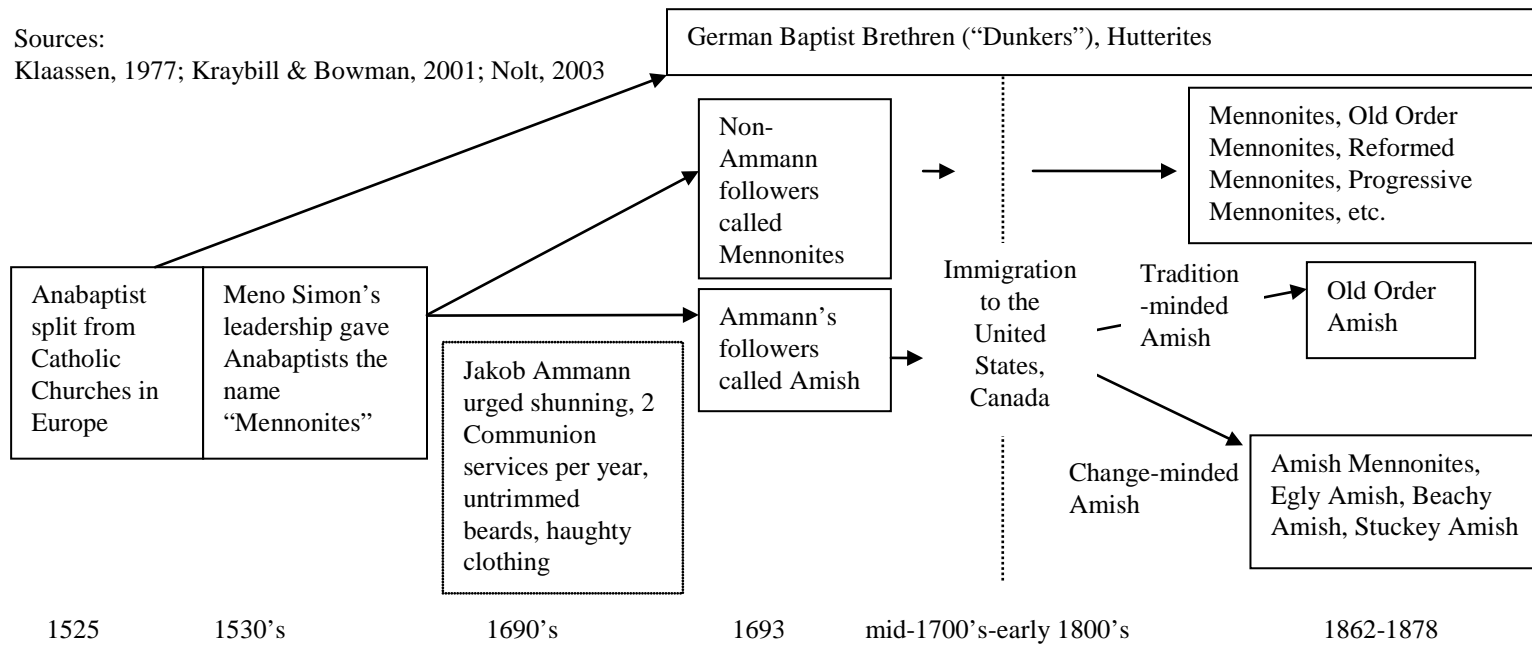 Sources:
Klaassen, 1977; Kraybill & Bowman, 2001; Nolt, 2003
German Baptist Brethren (“Dunkers”), Hutterites
Anabaptist
split from
Catholic
Churches in
Europe
Meno Simon’s
leadership gave
Anabaptists the
name
“Mennonites”
Jakob Ammann
urged shunning, 2
Communion
services per year,
untrimmed
beards, haughty
clothing
Non-
Ammann
followers
called
Mennonites
Ammann’s
followers
called Amish
Immigration
to the
United
States,
Canada
Mennonites, Old Order
Mennonites, Reformed
Mennonites, Progressive
Mennonites, etc.
Tradition
-minded
Amish
Old Order
Amish
Change-minded
Amish
Amish Mennonites,
Egly Amish, Beachy
Amish, Stuckey Amish
1525
1530’s
1690’s
1693
mid-1700’s-early 1800’s
1862-1878